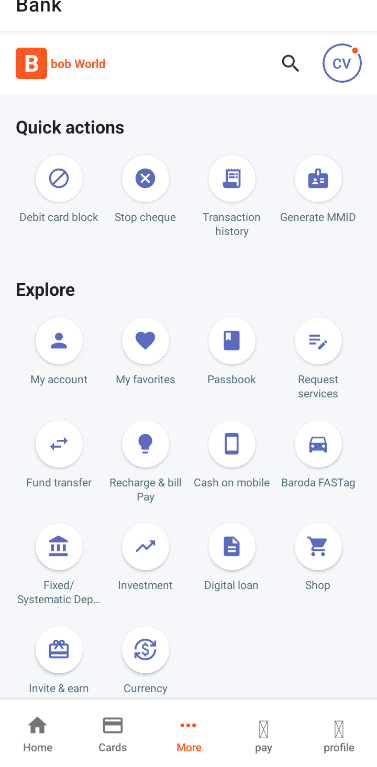 Bank
B bob World
CV
Quick actions
Debit card block
Stop cheque
Transaction
history
Generate MMID
Explore
My account
My favorites
Passbook
Request
services
Fund transfer
Recharge & bill
Pay
Cash on mobile
Baroda FASTag
Fixed/
Systematic Dep...
Investment
Digital loan
Shop
Invite & earn
Currency
Home
Cards
More
pay
profile